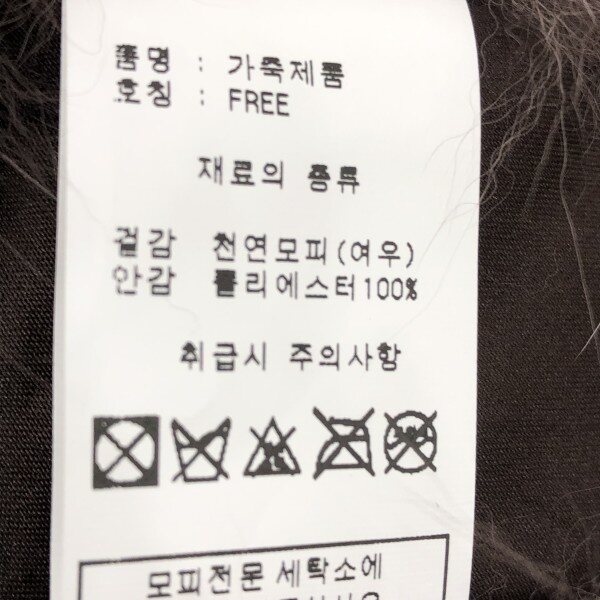 품명 : 가죽제품
호칭 : FREE
재료의 종류
겉감 천연모피(여우)
안감 폴리에스터100%
취급시 주의사항
모피전문 세탁소에